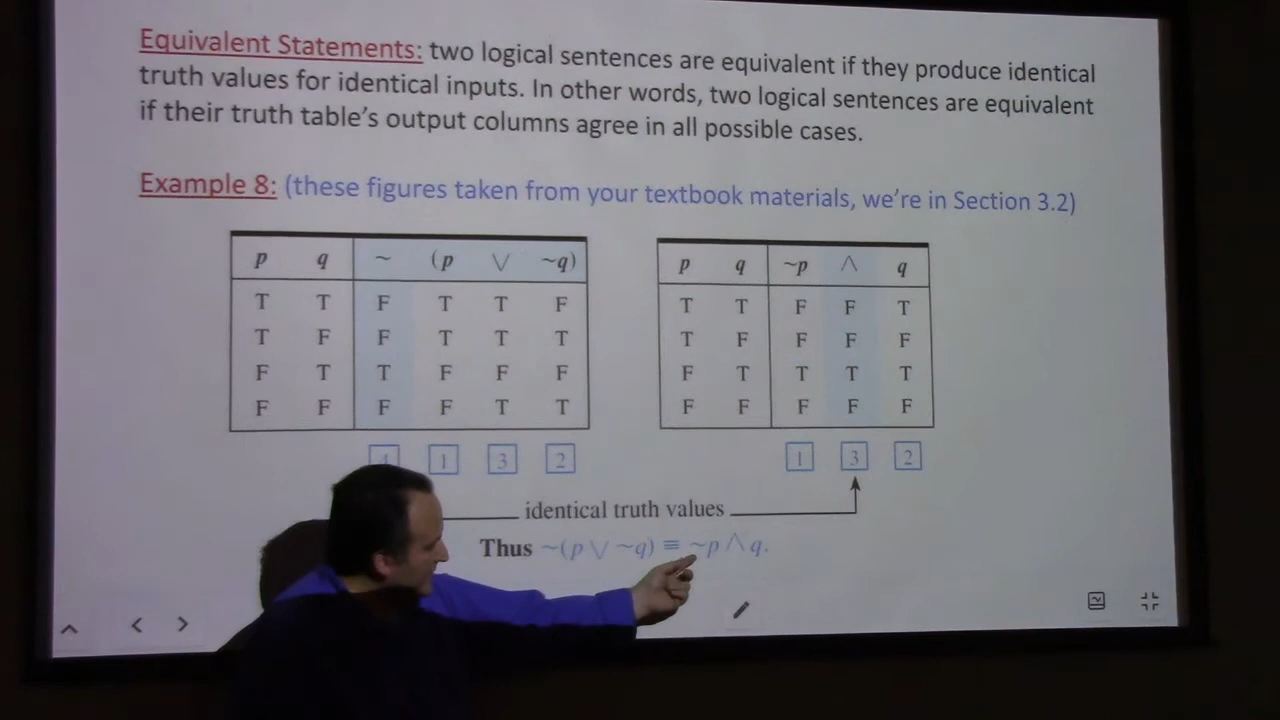 Equivalent Statements: two logical sentences are equivalent if they produce identical
truth values for identical inputs. In other words, two logical sentences are equivalent
if their truth table's output columns agree in all possible cases.
Example 8: (these figures taken from your textbook materials, we're in Section 3.2)
p q ~ (p ∨ ~q)
T T F T T F
T F F T T T
F T T F F F
F F F F T T
4 1 3 2
p q ~p ∧ q
T T F F T
T F F F F
F T T T T
F F F F F
1 3 2
identical truth values
Thus ~(p ∨ ~q) ≡ ~p ∧ q.